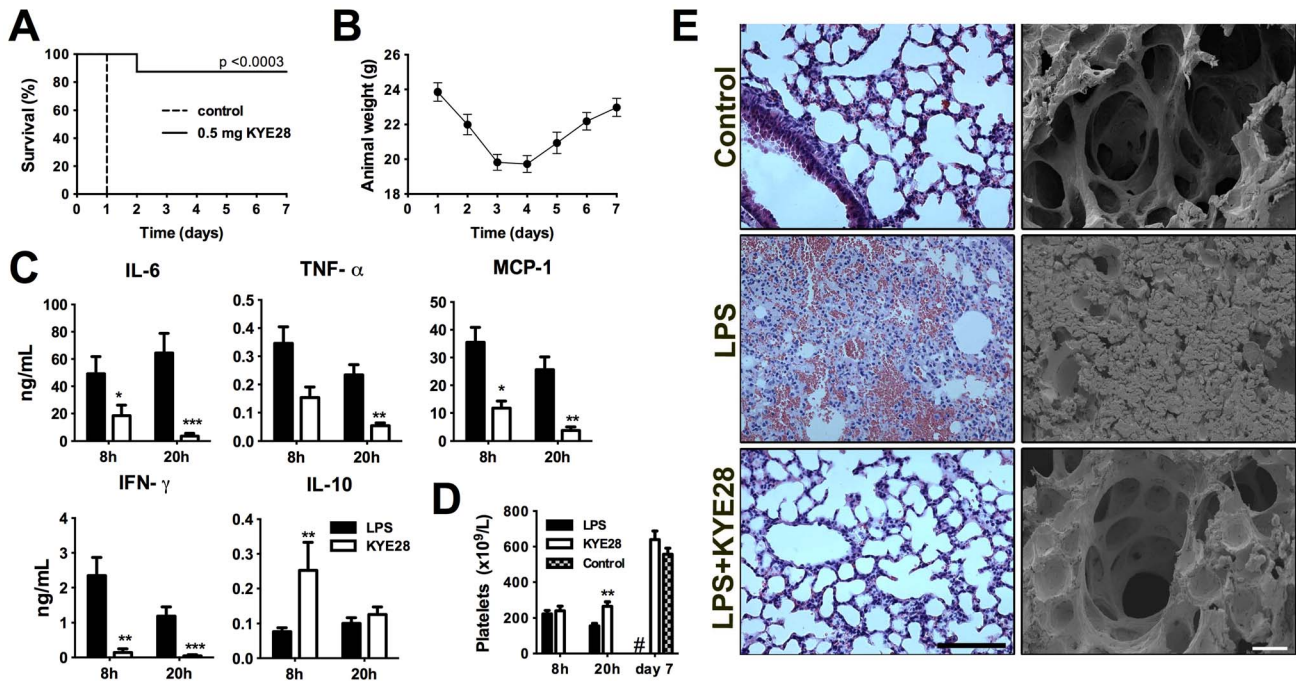 A
p <0.0003
Survival (%)
100
80
60
40
20
0
control
0.5 mg KYE28
0 1 2 3 4 5 6 7
Time (days)
B
Animal weight (g)
26
24
22
20
18
0 1 2 3 4 5 6 7
Time (days)
C
IL-6
ng/mL
100
80
60
40
20
0
*
***
8h 20h
TNF- α
0.5
0.4
0.3
0.2
0.1
0.0
**
8h 20h
MCP-1
50
40
30
20
10
0
*
**
8h 20h
IFN- γ
ng/mL
4
3
2
1
0
**
***
8h 20h
IL-10
0.4
0.3
0.2
0.1
0.0
**
LPS
KYE28
8h 20h
D
Platelets (x10⁹/L)
800
600
400
200
0
LPS
KYE28
Control
**
#
8h 20h day 7
E
Control
LPS
LPS+KYE28